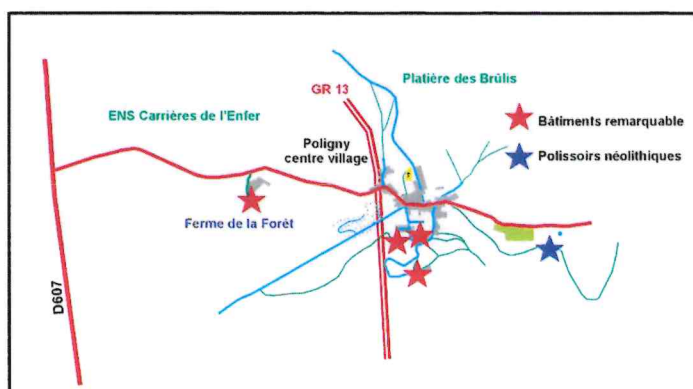 GR 13
Platière des Brûlis
ENS Carrières de l'Enfer
Poligny
centre village
Bâtiments remarquable
Polissoirs néolithiques
Ferme de la Forêt
D607